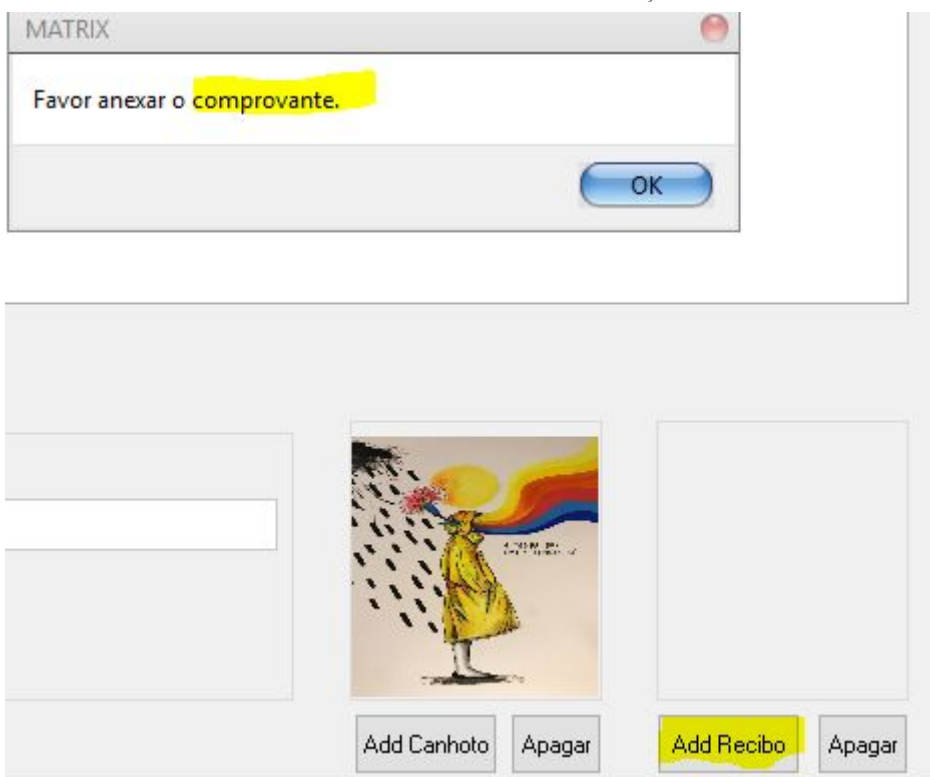 MATRIX
Favor anexar o comprovante.
OK
Add Canhoto
Apagar
Add Recibo
Apagar